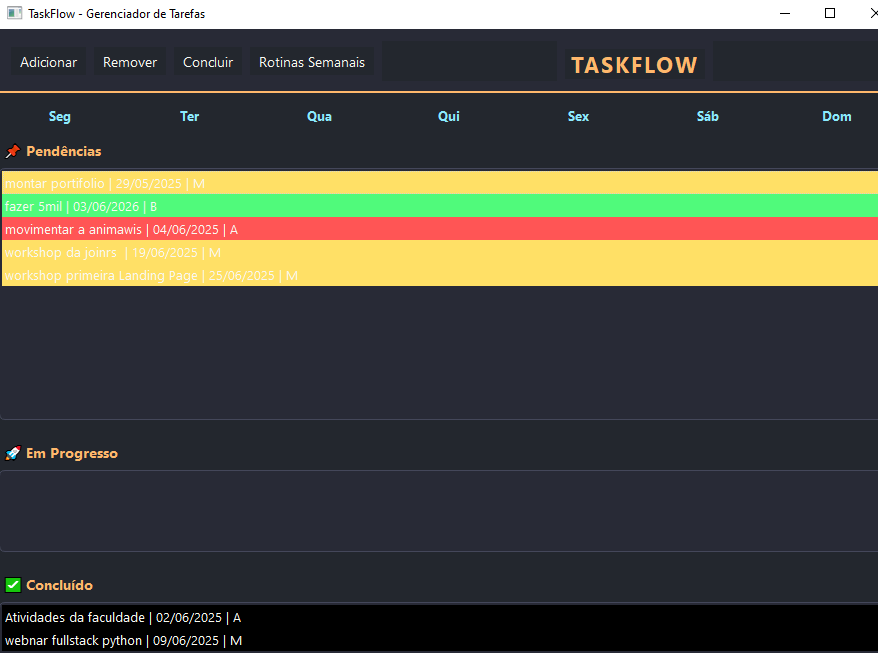 TaskFlow - Gerenciador de Tarefas
Adicionar Remover Concluir Rotinas Semanais TASKFLOW
Seg Ter Qua Qui Sex Sáb Dom
Pendências
montar portifolio | 29/05/2025 | M
fazer 5mil | 03/06/2026 | B
movimentar a animawis | 04/06/2025 | A
workshop da joinrs | 19/06/2025 | M
workshop primeira Landing Page | 25/06/2025 | M
Em Progresso
Concluído
Atividades da faculdade | 02/06/2025 | A
webnar fullstack python | 09/06/2025 | M